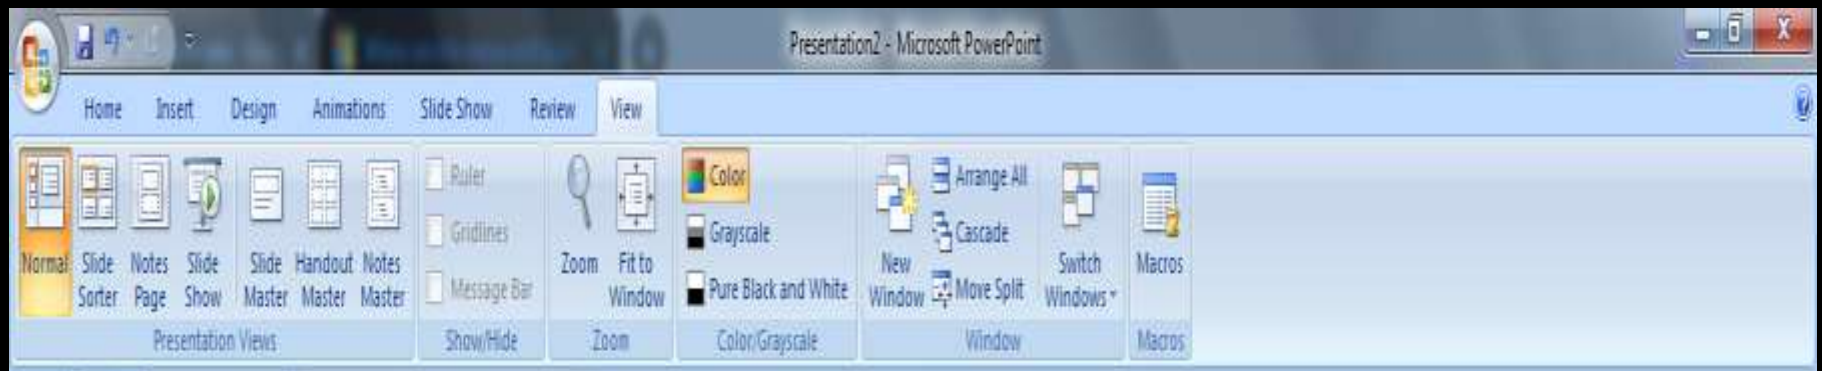 Presentation2 - Microsoft PowerPoint
Home Insert Design Animations Slide Show Review View
Normal
Slide Sorter
Notes Page
Slide Show
Slide Master
Handout Master
Notes Master
Presentation Views
Ruler
Gridlines
Message Bar
Show/Hide
Zoom
Fit to Window
Zoom
Color
Grayscale
Pure Black and White
Color/Grayscale
New Window
Arrange All
Cascade
Move Split
Switch Windows
Window
Macros
Macros